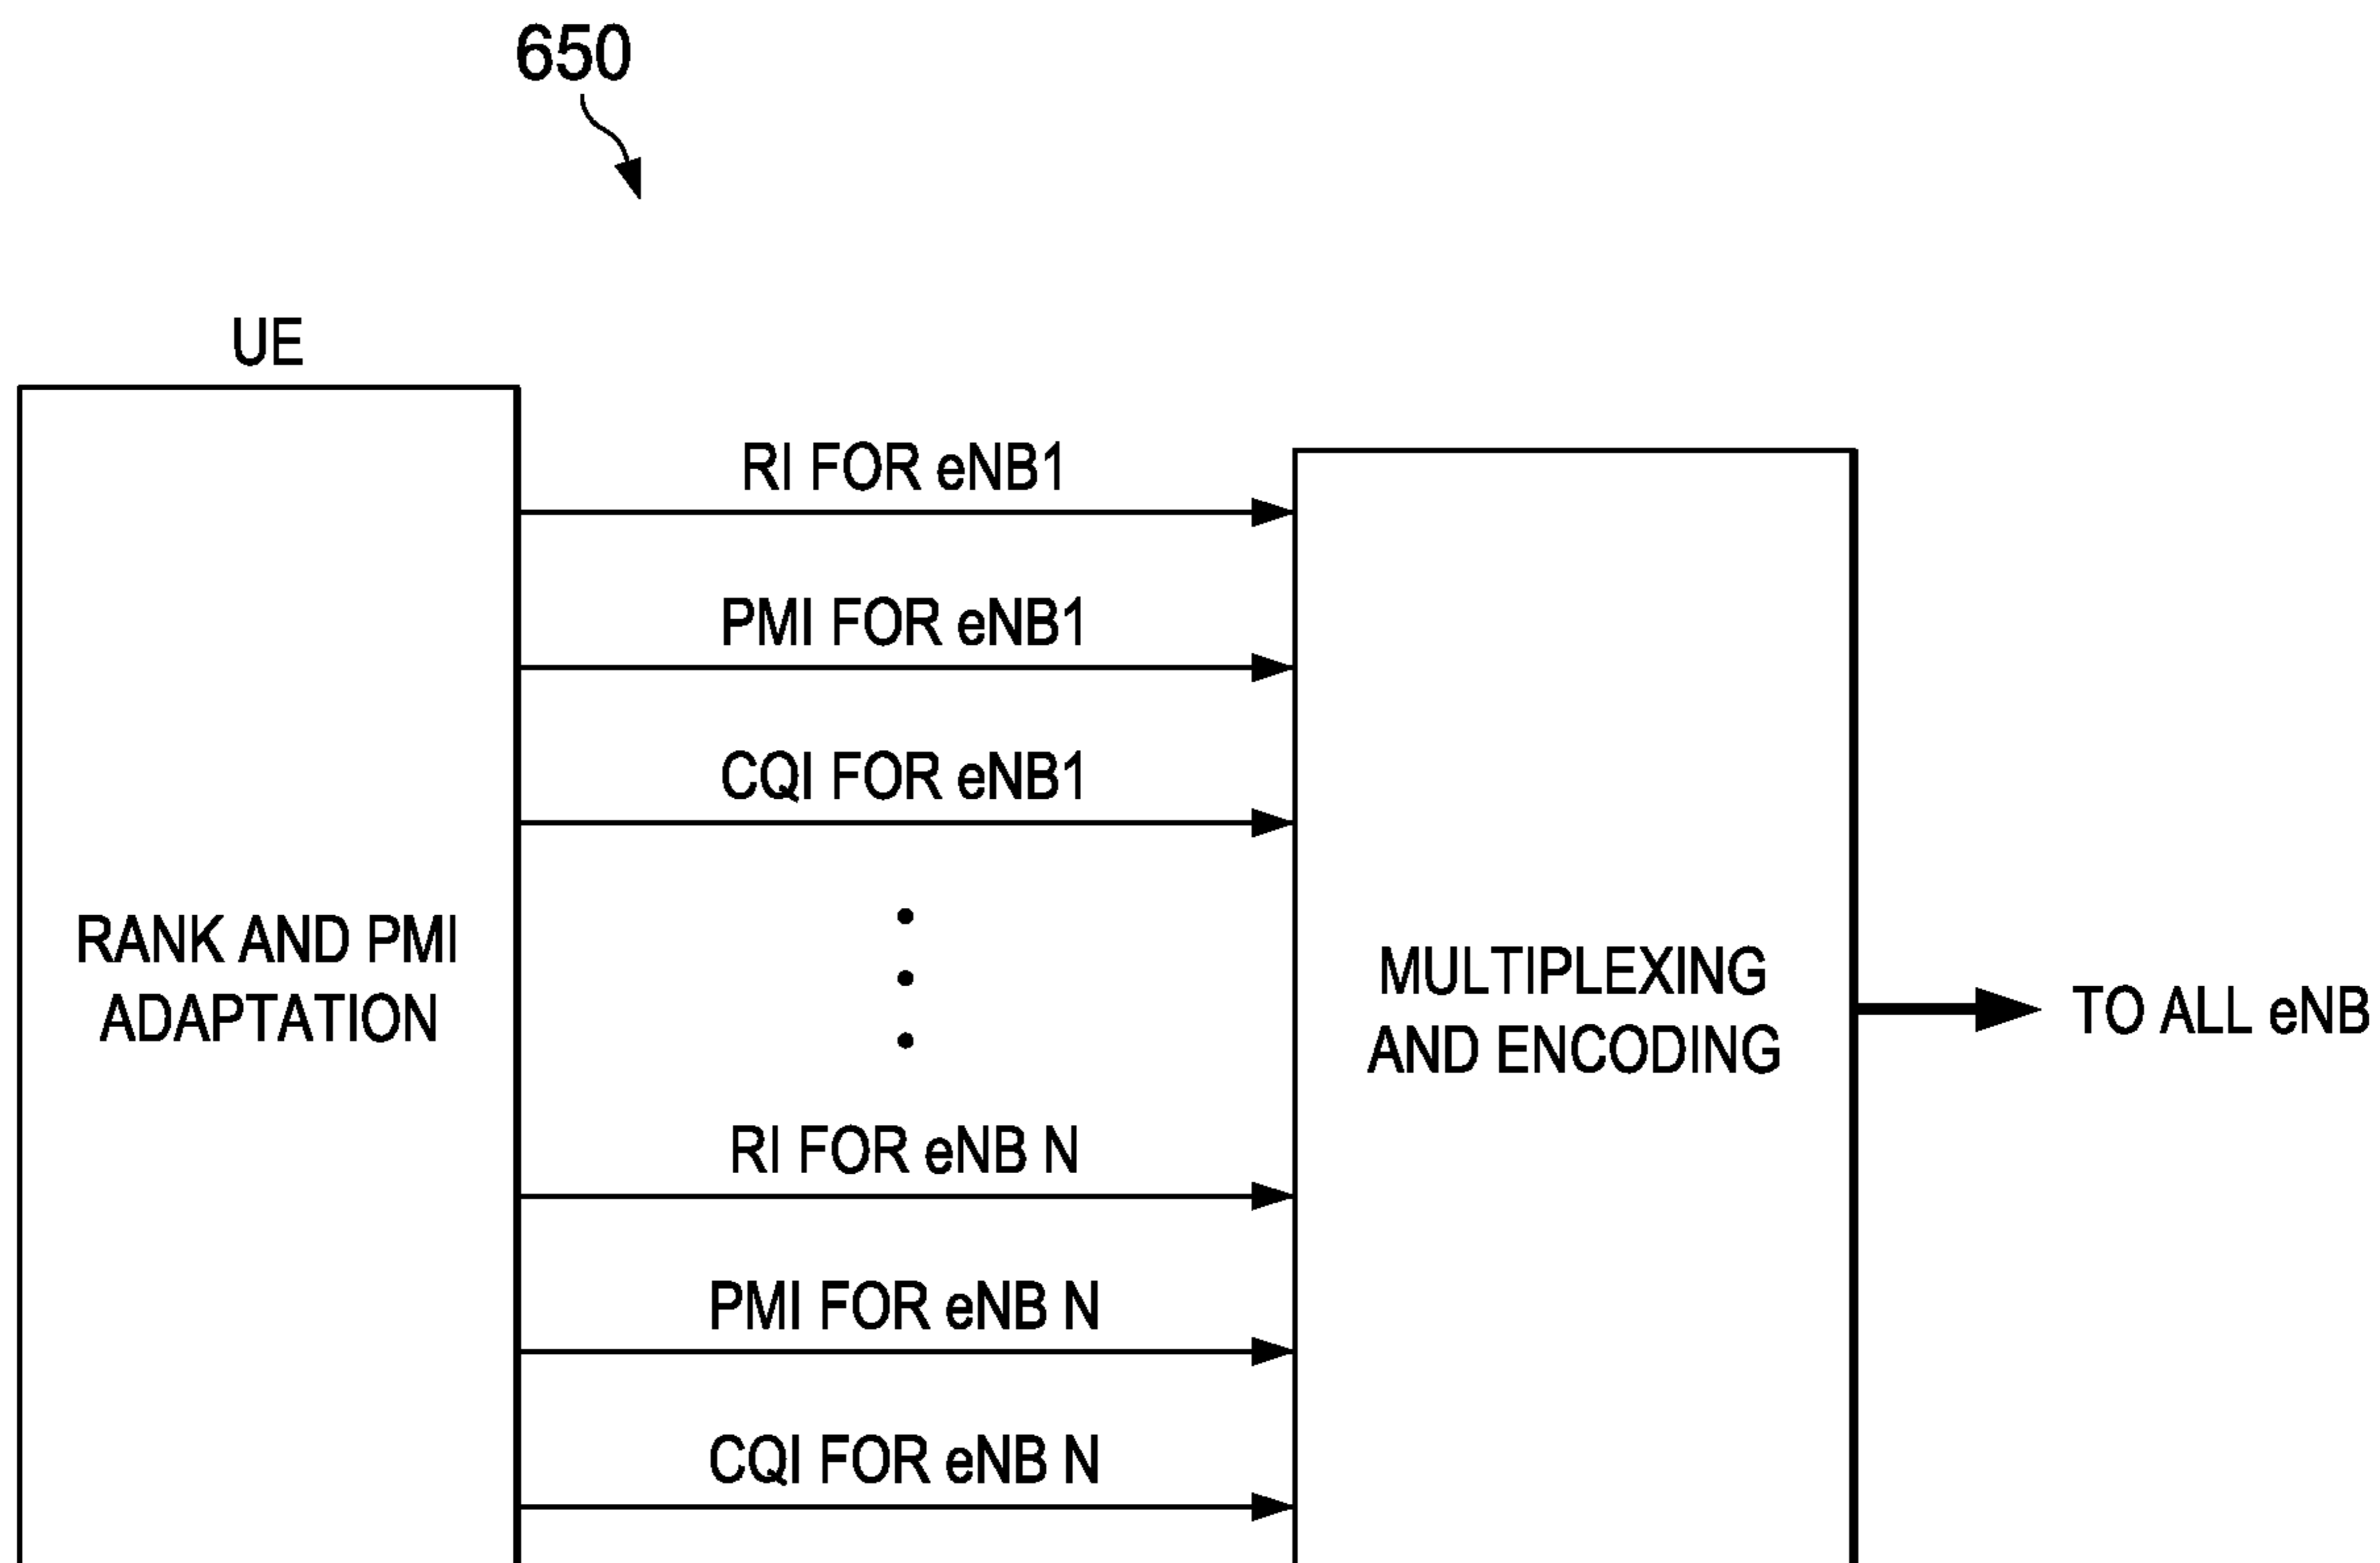 650
UE
RI FOR eNB1
PMI FOR eNB1
CQI FOR eNB1
RANK AND PMI
ADAPTATION
MULTIPLEXING
AND ENCODING
TO ALL eNB
RI FOR eNB N
PMI FOR eNB N
CQI FOR eNB N